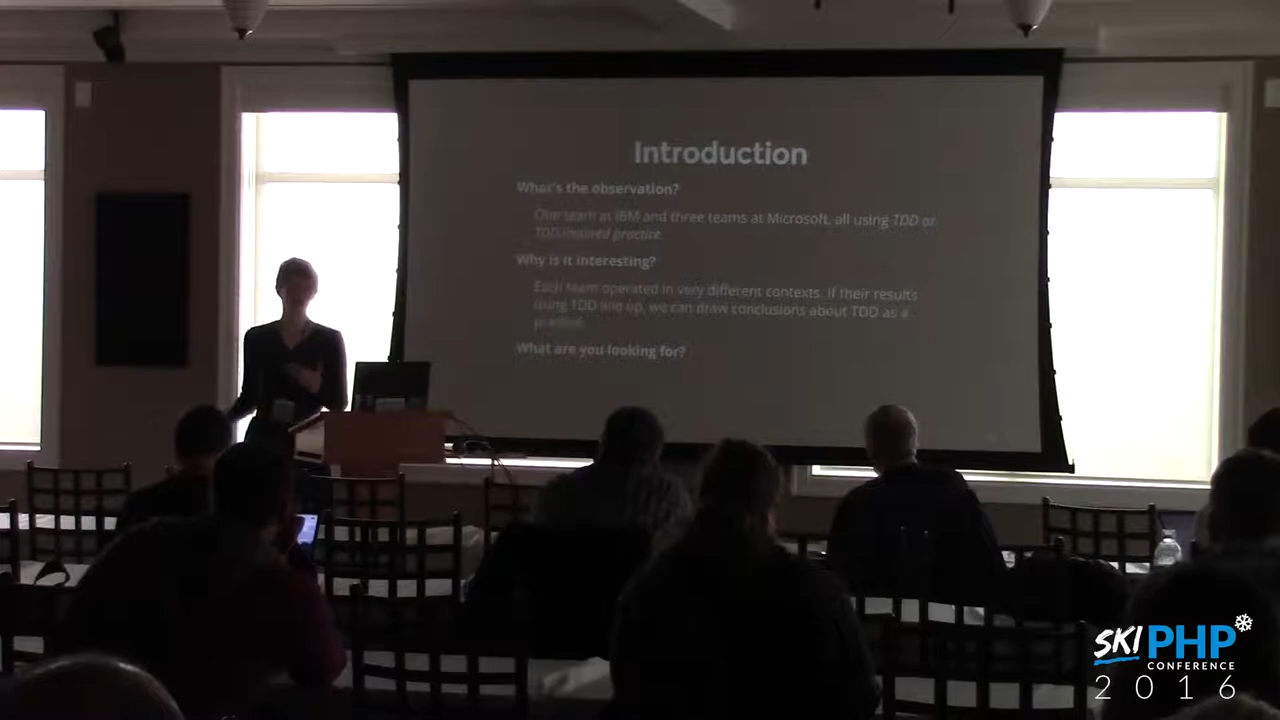 Introduction
What's the observation?
One team at IBM and three teams at Microsoft, all using TDD or
TDD-inspired practice
Why is it interesting?
Each team operated in very different contexts. If their results
using TDD line up, we can draw conclusions about TDD as a
practice.
What are you looking for?
SKI PHP
CONFERENCE
2016